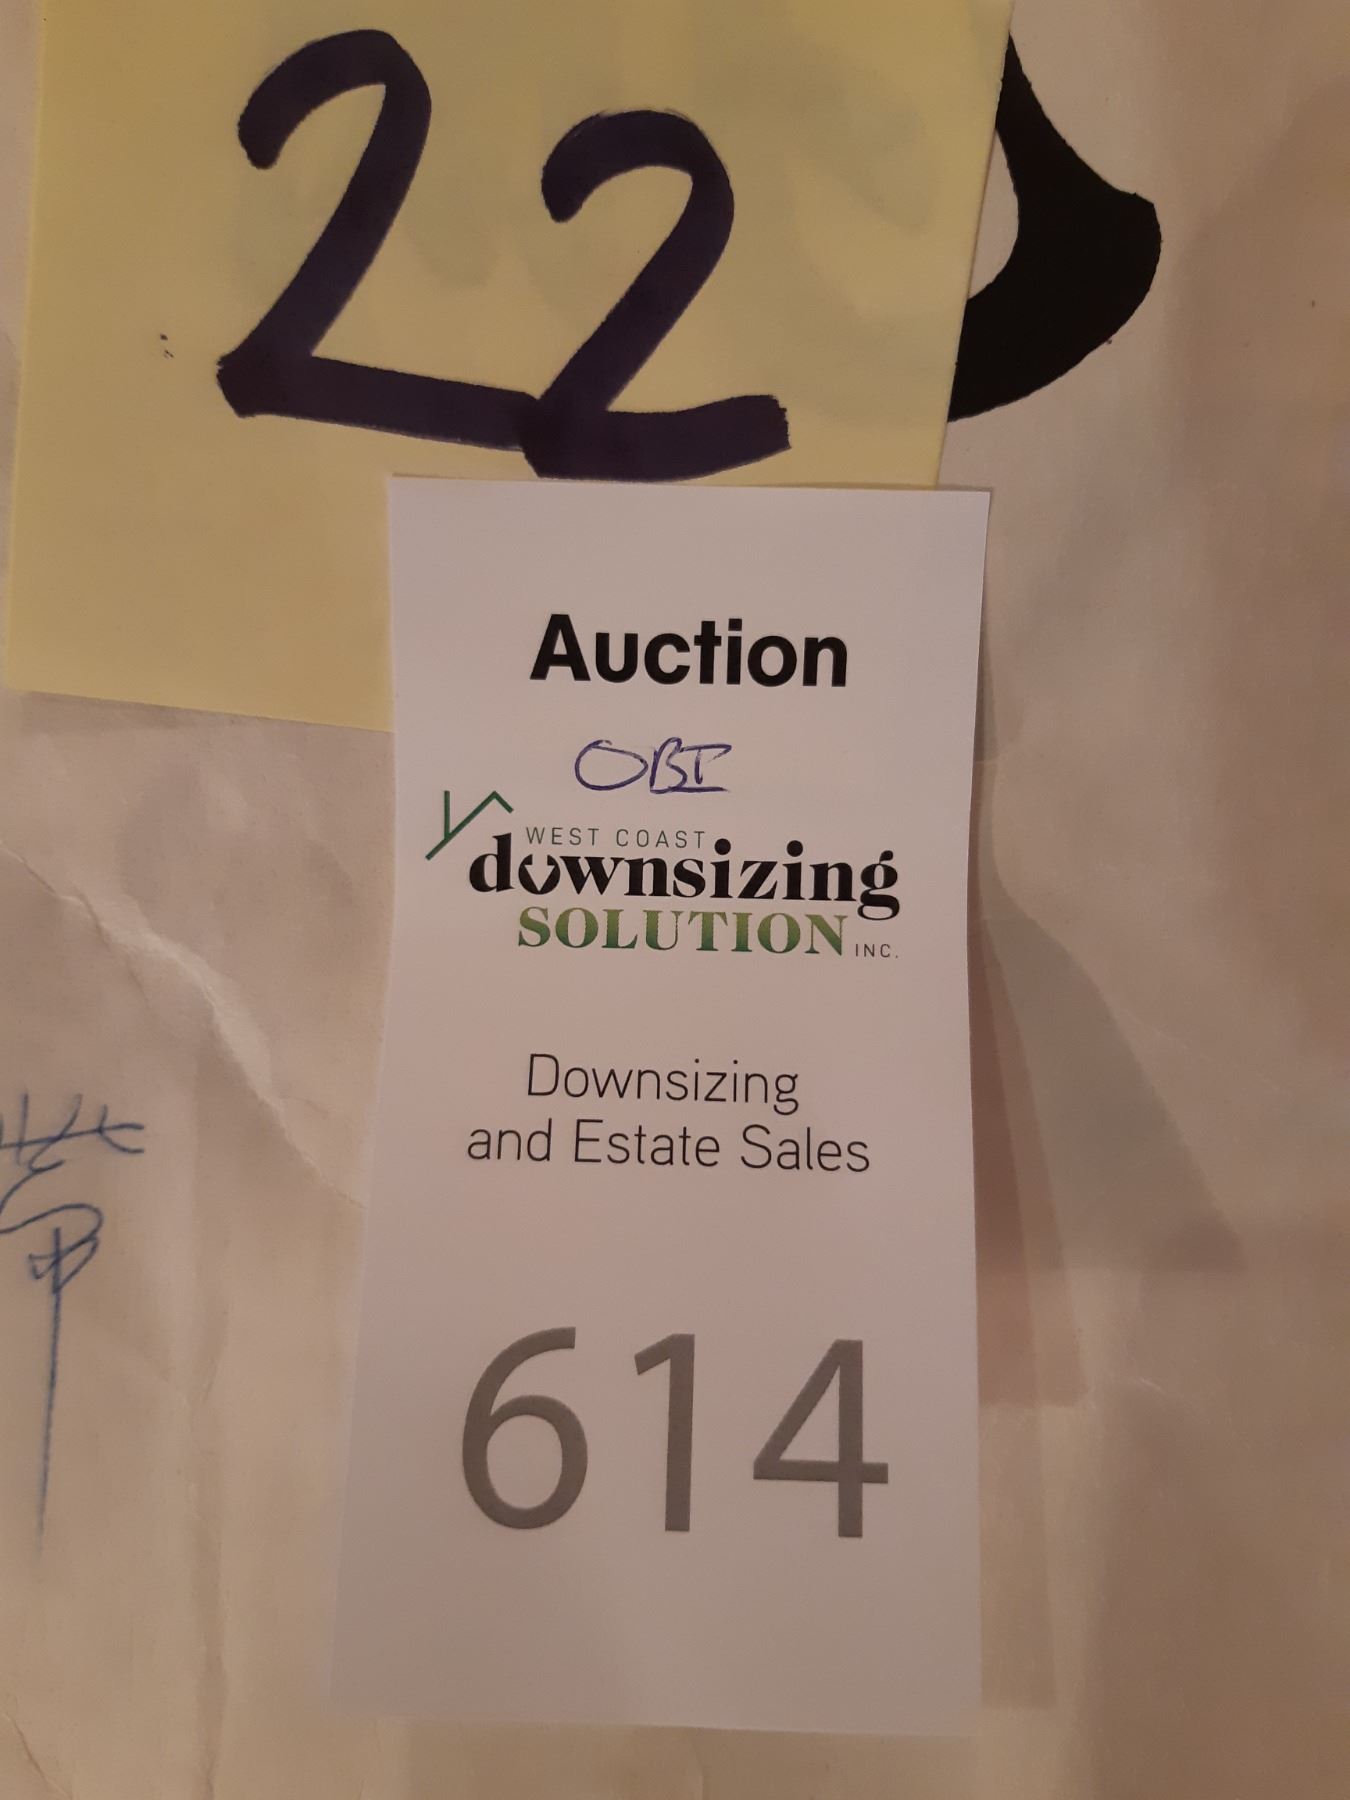 22
Auction
OBI
WEST COAST
downsizing
SOLUTION INC.
Downsizing
and Estate Sales
614